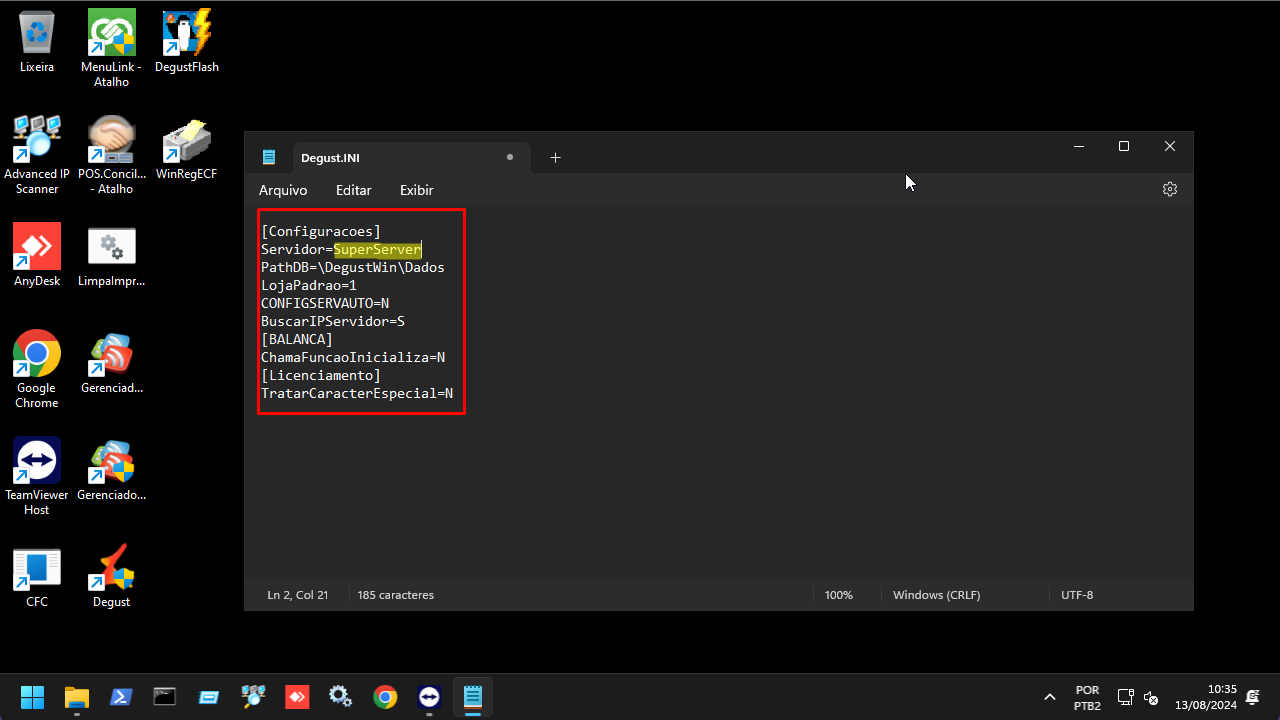 Lixeira
MenuLink -
Atalho
DegustFlash
Advanced IP
Scanner
POS.Concil...
- Atalho
WinRegECF
AnyDesk
LimpaImpr...
Google
Chrome
Gerenciad...
TeamViewer
Host
Gerenciado...
CFC
Degust
Degust.INI
Arquivo
Editar
Exibir
[Configuracoes]
Servidor=SuperServer
PathDB=\DegustWin\Dados
LojaPadrao=1
CONFIGSERVAUTO=N
BuscarIPServidor=S
[BALANCA]
ChamaFuncaoInicializa=N
[Licenciamento]
TratarCaracterEspecial=N
Ln 2, Col 21
185 caracteres
100%
Windows (CRLF)
UTF-8
POR
PTB2
10:35
13/08/2024